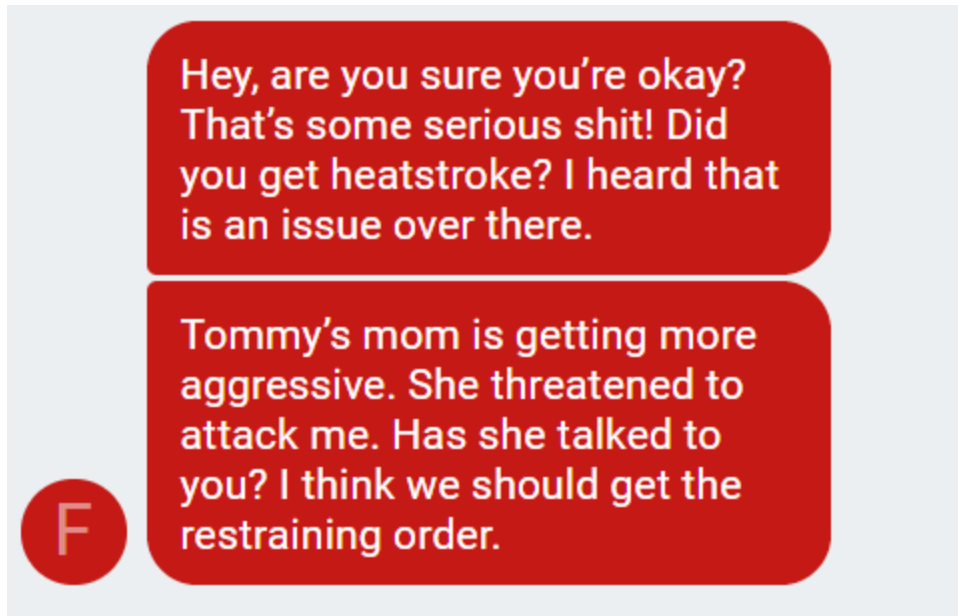 Hey, are you sure you’re okay?
That’s some serious shit! Did
you get heatstroke? I heard that
is an issue over there.
Tommy’s mom is getting more
aggressive. She threatened to
attack me. Has she talked to
you? I think we should get the
restraining order.
F